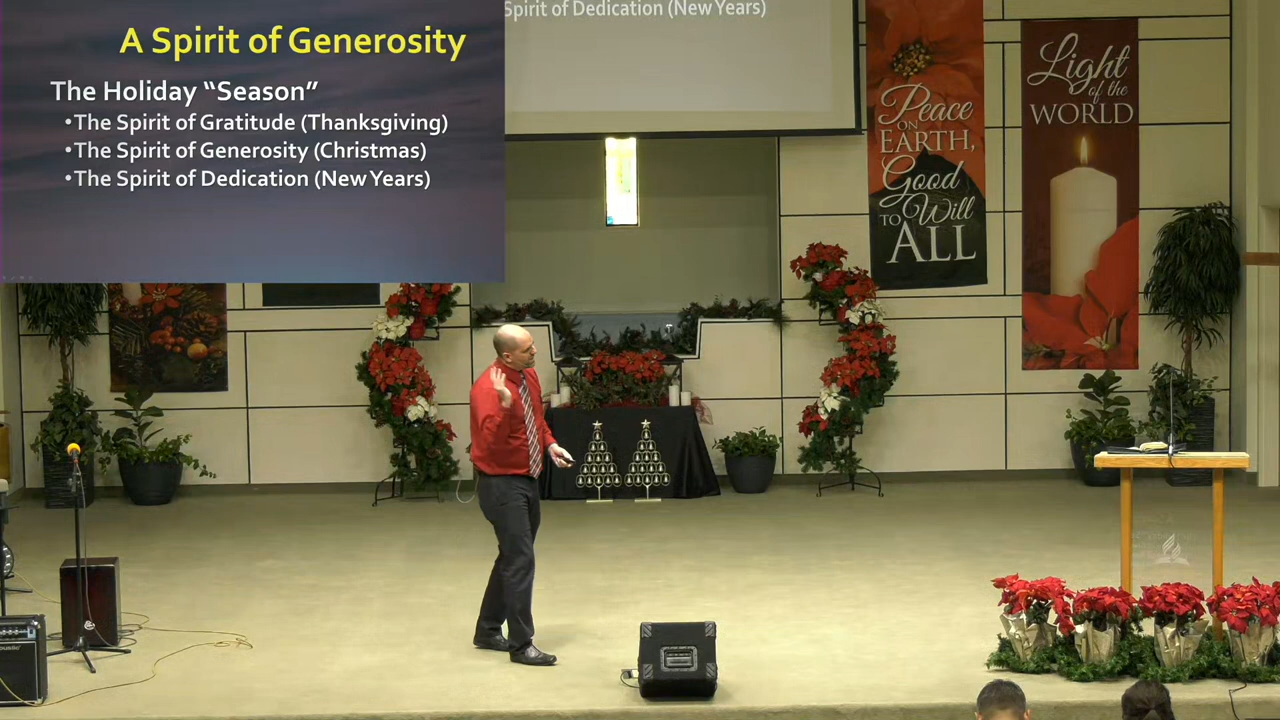 A Spirit of Generosity
The Holiday “Season”
•The Spirit of Gratitude (Thanksgiving)
•The Spirit of Generosity (Christmas)
•The Spirit of Dedication (New Years)
Spirit of Dedication (New Years)
Peace
ON
EARTH,
Good
TO Will
ALL
Light
of the
WORLD